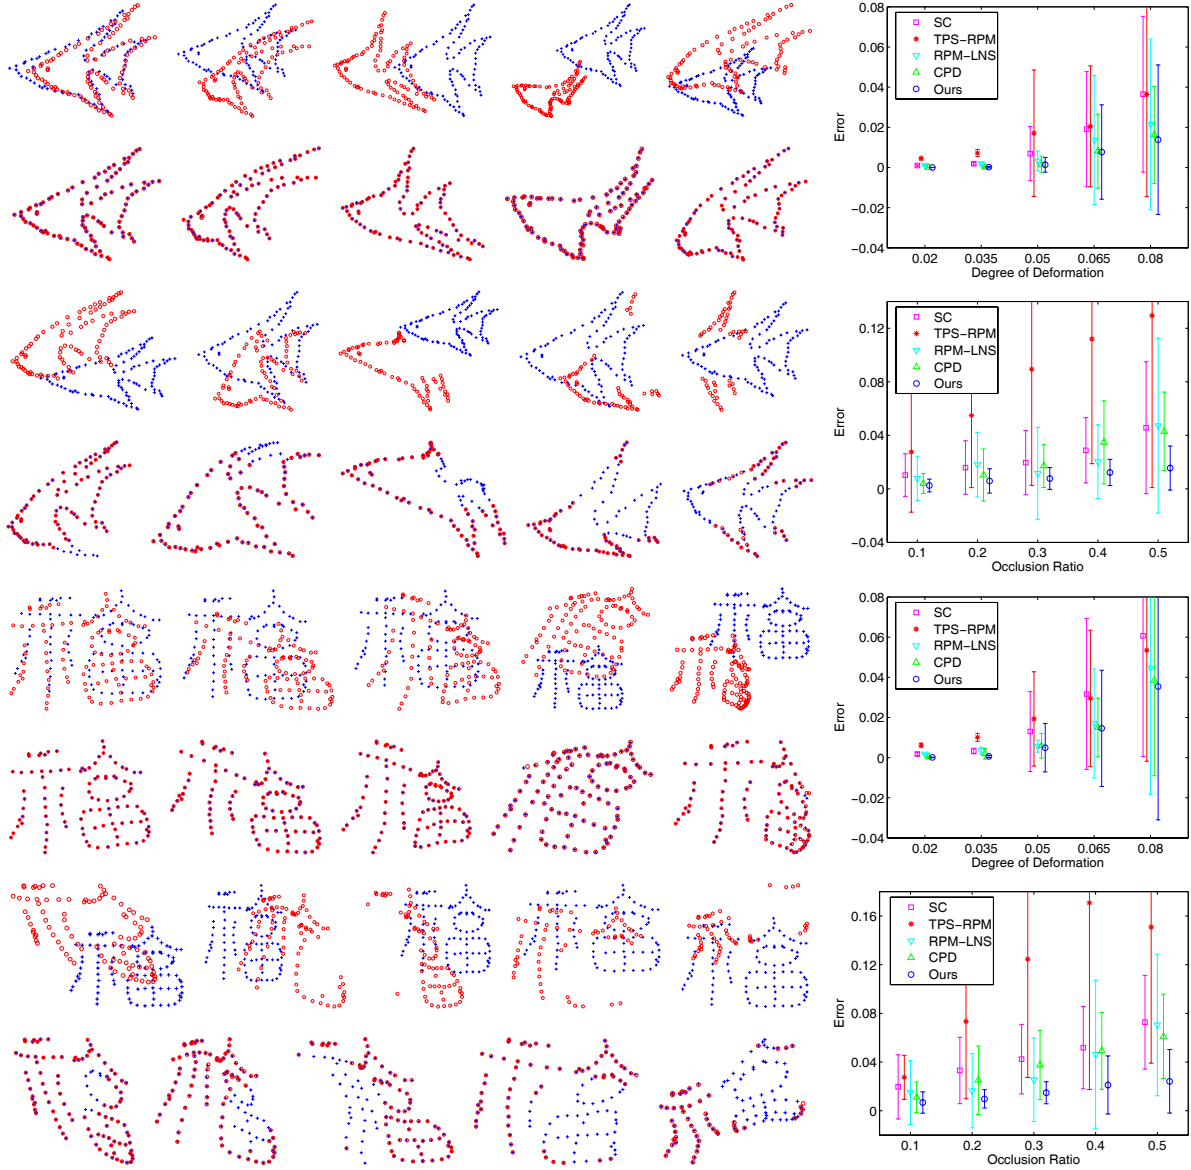 0.08
0.06
0.04
0.02
0
−0.02
−0.04
Error
SC
TPS−RPM
RPM−LNS
CPD
Ours
0.02 0.035 0.05 0.065 0.08
Degree of Deformation
0.12
0.08
0.04
0
−0.04
Error
SC
TPS−RPM
RPM−LNS
CPD
Ours
0.1 0.2 0.3 0.4 0.5
Occlusion Ratio
0.08
0.06
0.04
0.02
0
−0.02
−0.04
Error
SC
TPS−RPM
RPM−LNS
CPD
Ours
0.02 0.035 0.05 0.065 0.08
Degree of Deformation
0.16
0.12
0.08
0.04
0
Error
SC
TPS−RPM
RPM−LNS
CPD
Ours
0.1 0.2 0.3 0.4 0.5
Occlusion Ratio